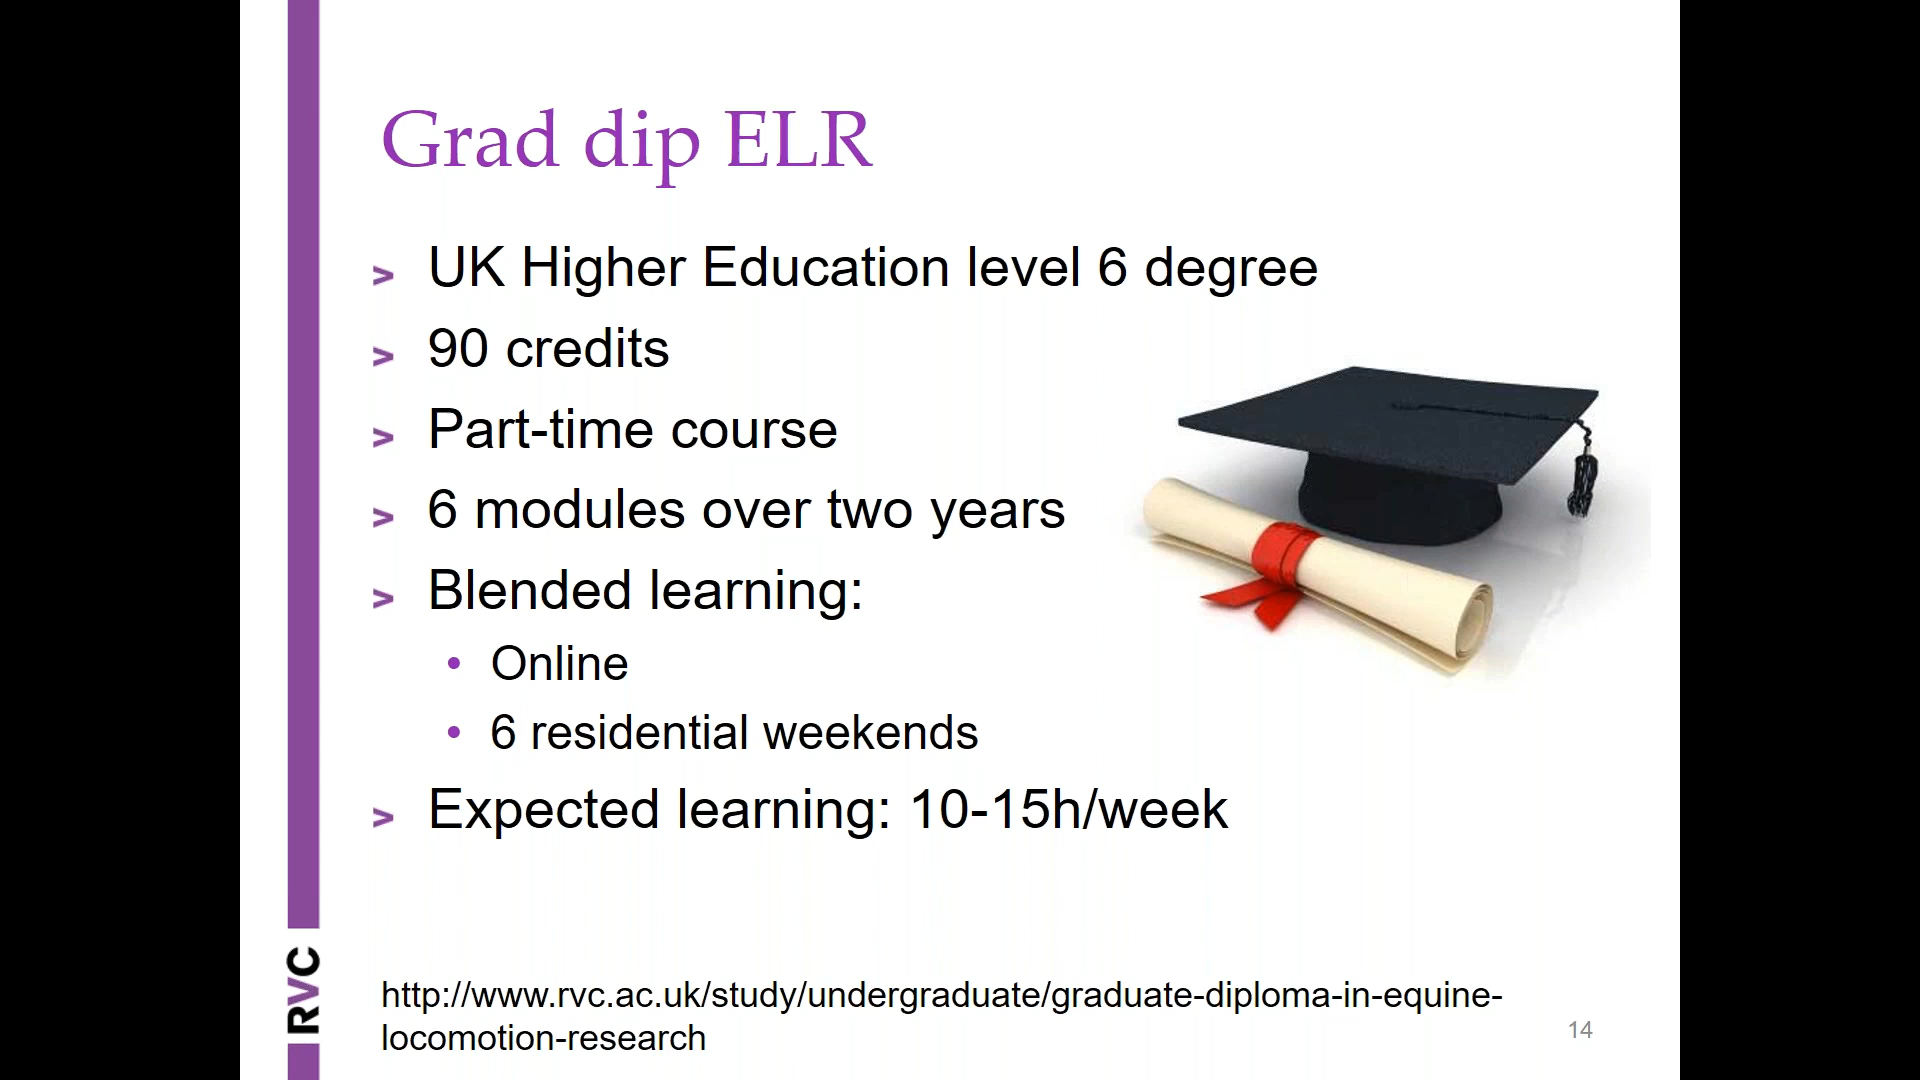 Grad dip ELR
> UK Higher Education level 6 degree
> 90 credits
> Part-time course
> 6 modules over two years
> Blended learning:
• Online
• 6 residential weekends
> Expected learning: 10-15h/week
http://www.rvc.ac.uk/study/undergraduate/graduate-diploma-in-equine-
locomotion-research
14
RVC